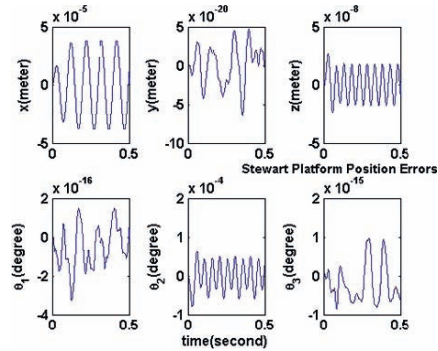 x 10^-5
5
0
-5
0
0.5
x(meter)
x 10^-20
5
0
-5
-10
0
0.5
y(meter)
x 10^-8
5
0
-5
0
0.5
z(meter)
Stewart Platform Position Errors
x 10^-16
2
0
-2
-4
0
0.5
θ1(degree)
x 10^-4
2
1
0
-1
0
0.5
θ2(degree)
time(second)
x 10^-15
2
1
0
-1
0
0.5
θ3(degree)